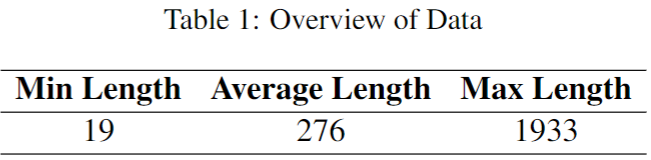 Table 1: Overview of Data
Min Length Average Length Max Length
19 276 1933